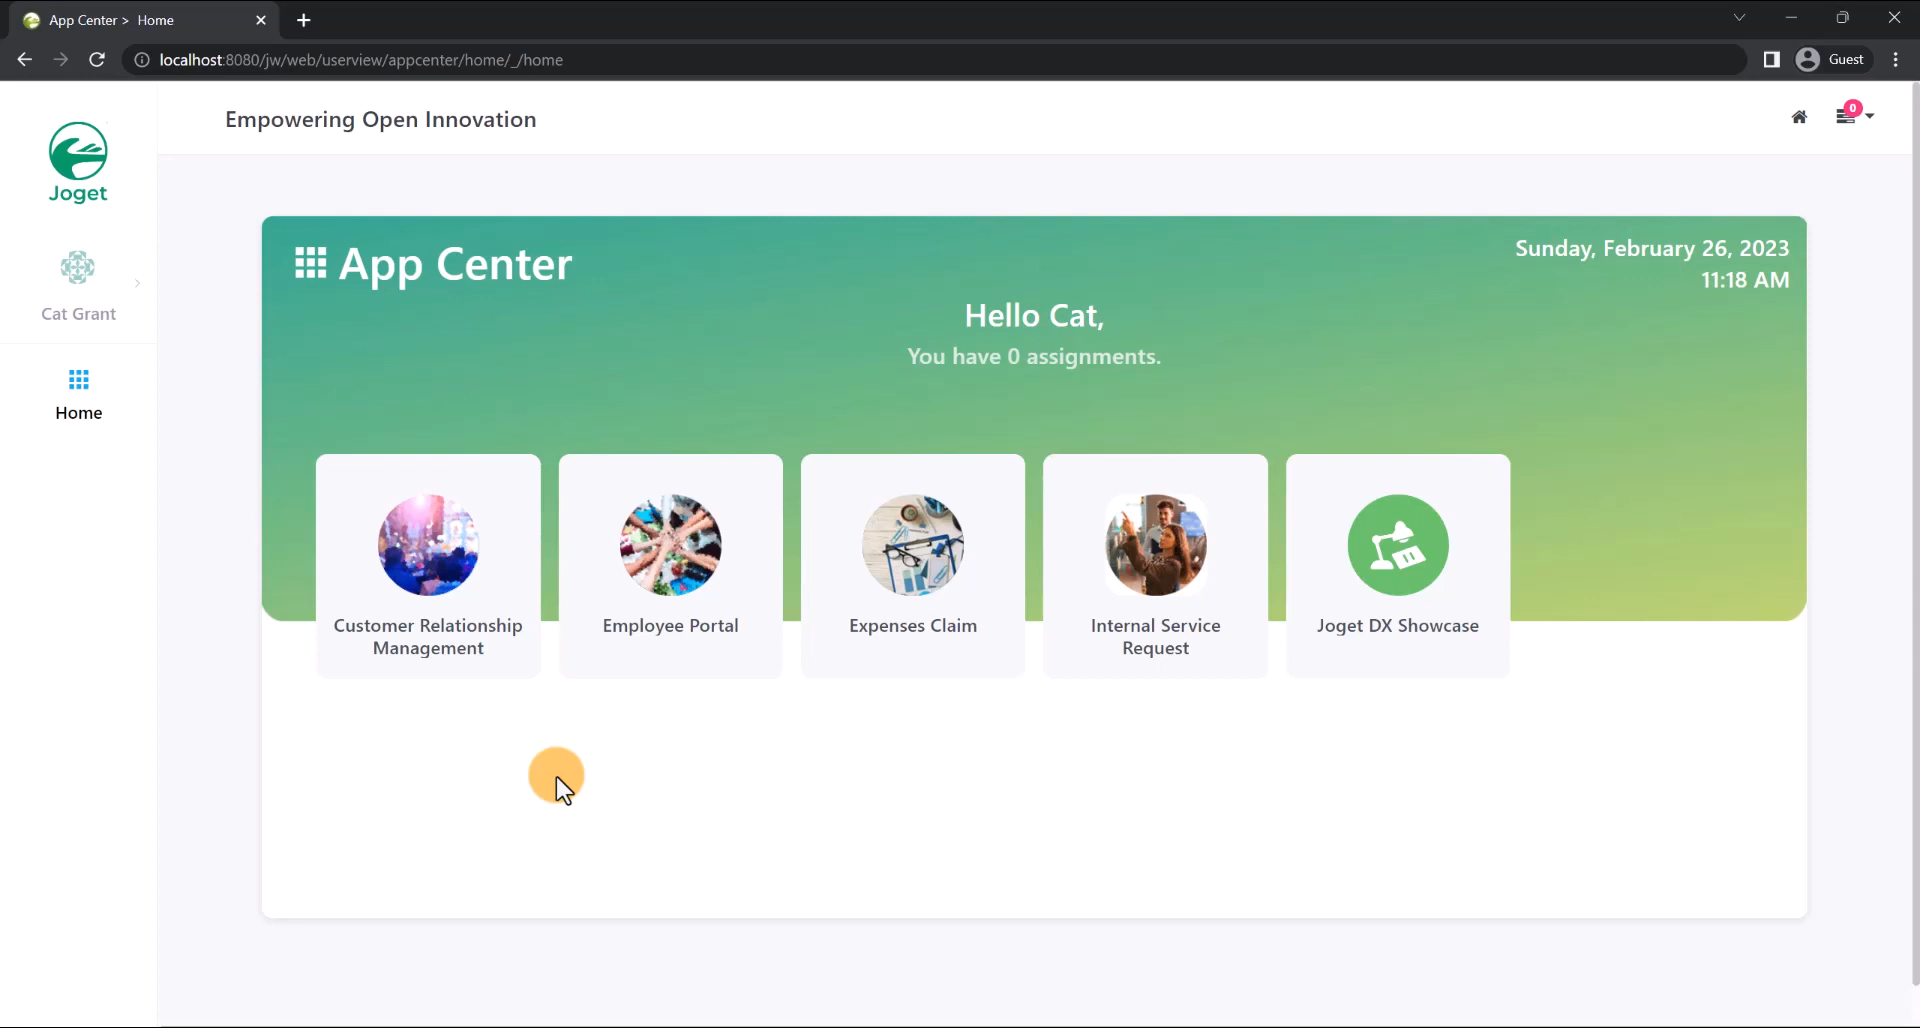 App Center > Home
localhost:8080/jw/web/userview/appcenter/home/_/home
Guest
Joget
Empowering Open Innovation
0
Cat Grant
Home
App Center
Sunday, February 26, 2023
11:18 AM
Hello Cat,
You have 0 assignments.
Customer Relationship
Management
Employee Portal
Expenses Claim
Internal Service
Request
Joget DX Showcase